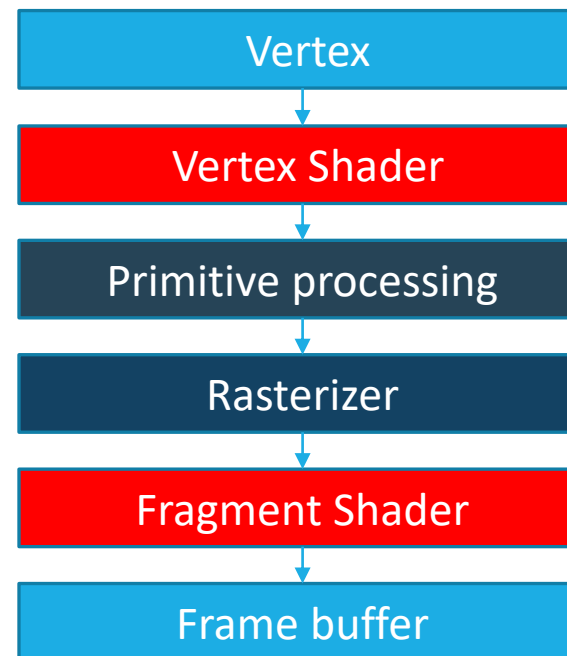 Vertex
Vertex Shader
Primitive processing
Rasterizer
Fragment Shader
Frame buffer